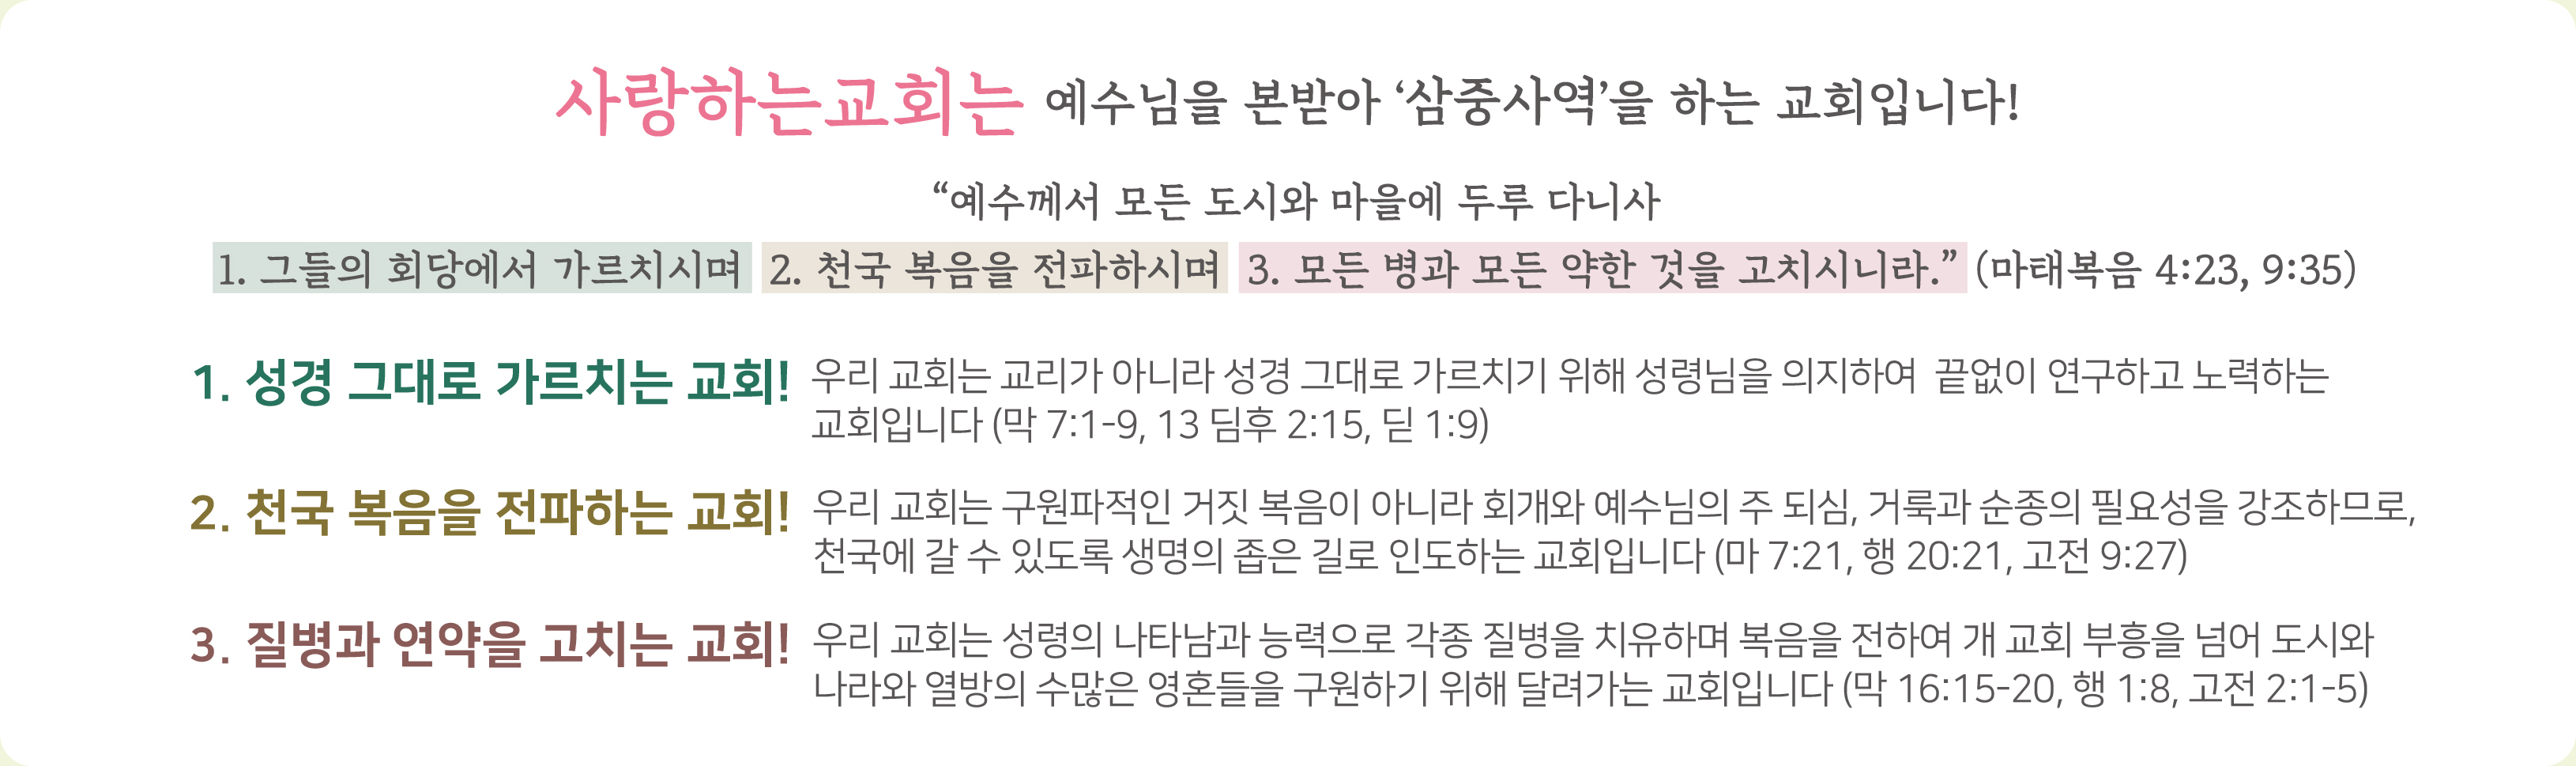 사랑하는교회는 예수님을 본받아 ‘삼중사역’을 하는 교회입니다!
“예수께서 모든 도시와 마을에 두루 다니사
1. 그들의 회당에서 가르치시며 2. 천국 복음을 전파하시며 3. 모든 병과 모든 약한 것을 고치시니라.” (마태복음 4:23, 9:35)
1. 성경 그대로 가르치는 교회! 우리 교회는 교리가 아니라 성경 그대로 가르치기 위해 성령님을 의지하여 끝없이 연구하고 노력하는
교회입니다 (막 7:1-9, 13 딤후 2:15, 딛 1:9)
2. 천국 복음을 전파하는 교회! 우리 교회는 구원파적인 거짓 복음이 아니라 회개와 예수님의 주 되심, 거룩과 순종의 필요성을 강조하므로,
천국에 갈 수 있도록 생명의 좁은 길로 인도하는 교회입니다 (마 7:21, 행 20:21, 고전 9:27)
3. 질병과 연약을 고치는 교회! 우리 교회는 성령의 나타남과 능력으로 각종 질병을 치유하며 복음을 전하여 개 교회 부흥을 넘어 도시와
나라와 열방의 수많은 영혼들을 구원하기 위해 달려가는 교회입니다 (막 16:15-20, 행 1:8, 고전 2:1-5)